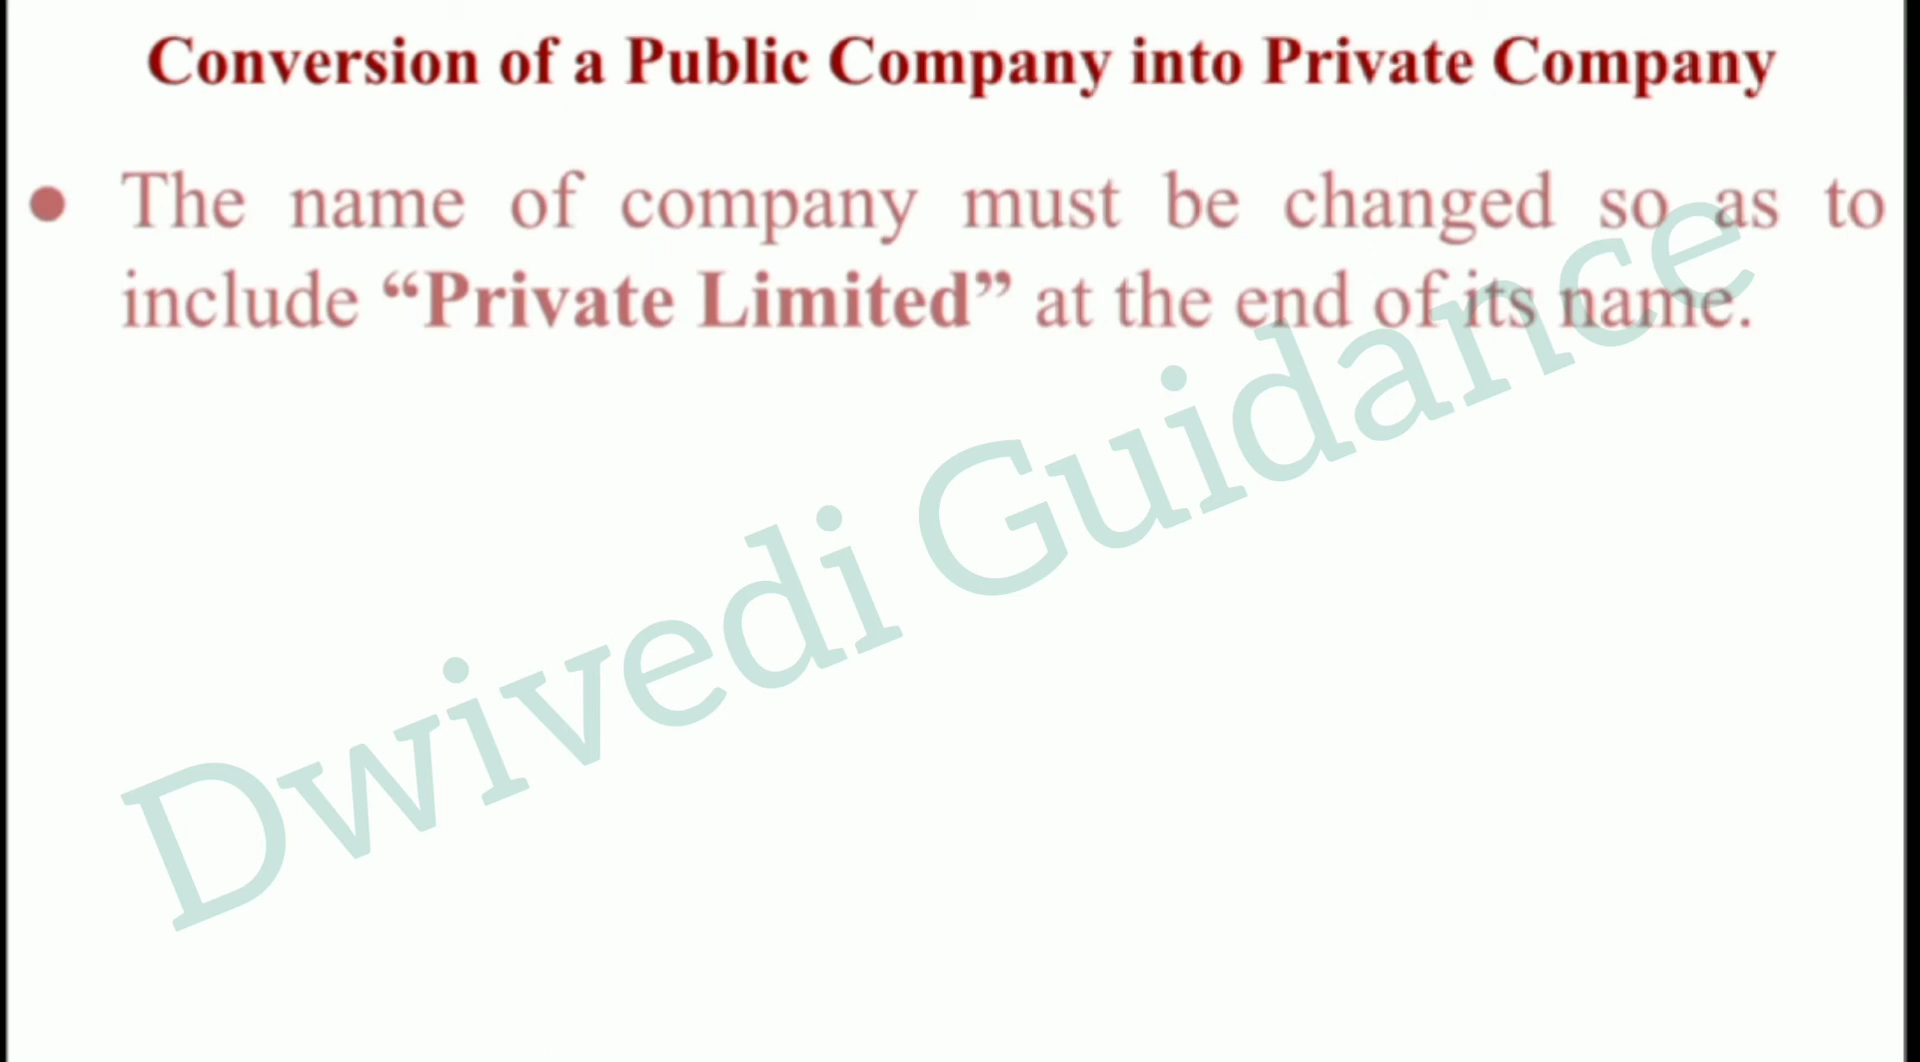 Conversion of a Public Company into Private Company
● The name of company must be changed so as to
include “Private Limited” at the end of its name.
Dwivedi Guidance